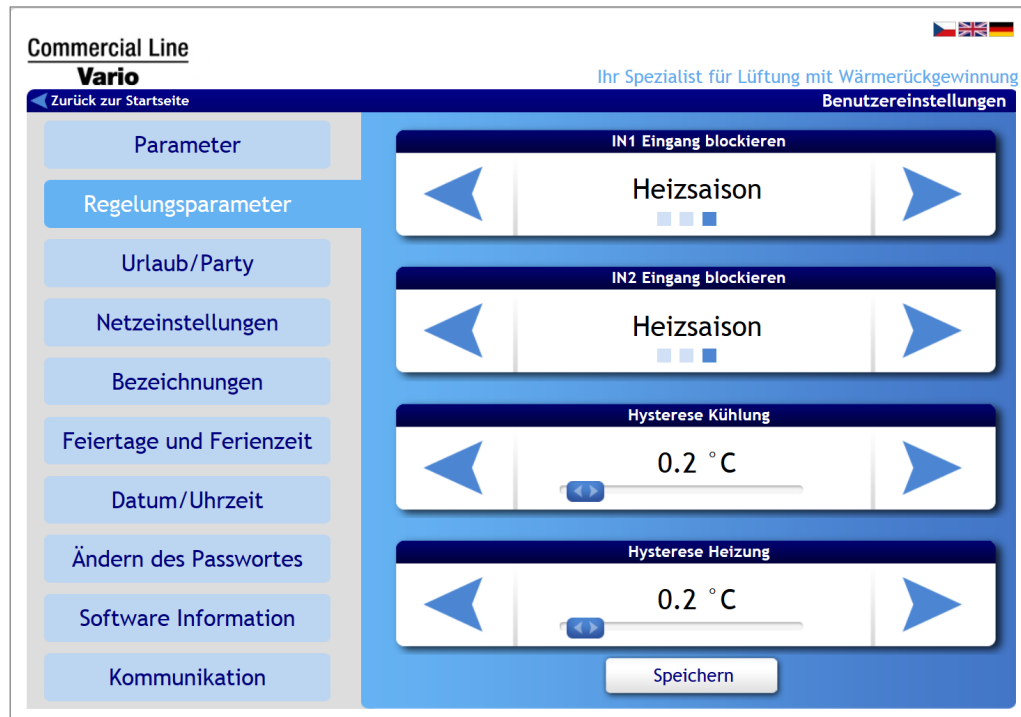 Commercial Line
Vario
Ihr Spezialist für Lüftung mit Wärmerückgewinnung
Zurück zur Startseite
Benutzereinstellungen
Parameter
Regelungsparameter
Urlaub/Party
Netzeinstellungen
Bezeichnungen
Feiertage und Ferienzeit
Datum/Uhrzeit
Ändern des Passwortes
Software Information
Kommunikation
IN1 Eingang blockieren
Heizsaison
IN2 Eingang blockieren
Heizsaison
Hysterese Kühlung
0.2 °C
Hysterese Heizung
0.2 °C
Speichern